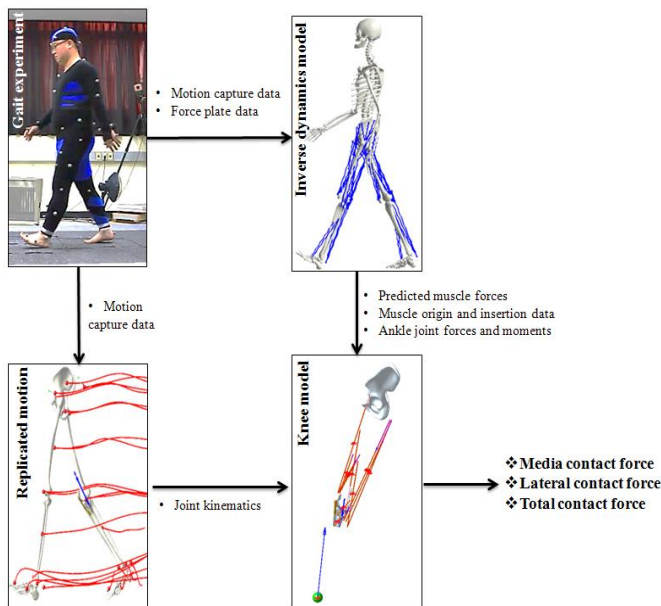 Gait experiment
• Motion capture data
• Force plate data
Inverse dynamics model
• Motion
capture data
• Predicted muscle forces
• Muscle origin and insertion data
• Ankle joint forces and moments
Replicated motion
• Joint kinematics
Knee model
❖Media contact force
❖Lateral contact force
❖Total contact force